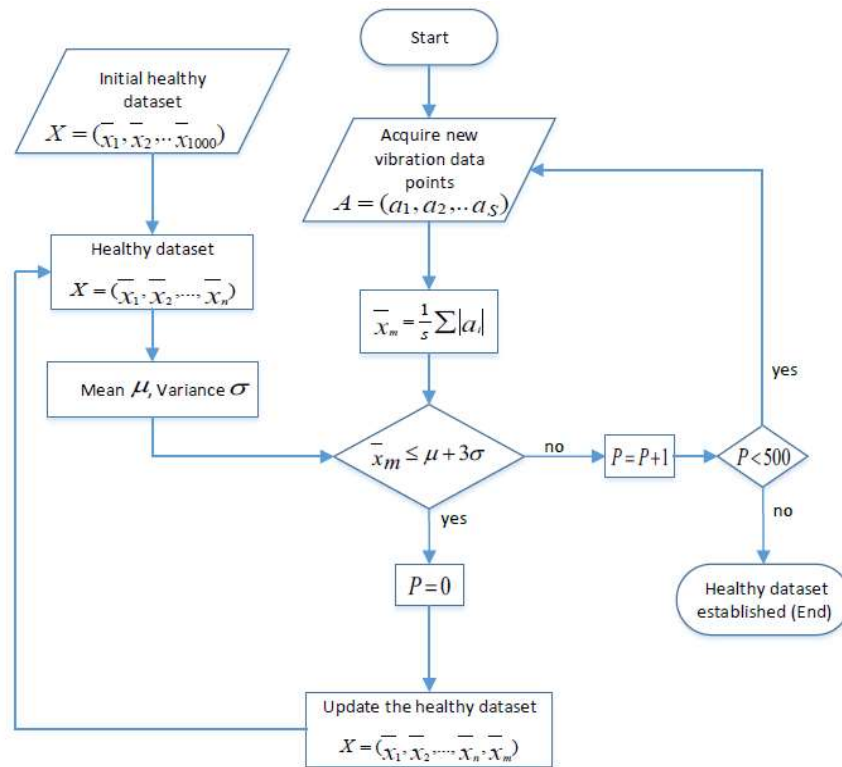 Start
Initial healthy
dataset
X = (x̄₁, x̄₂,..x̄₁₀₀₀)
Acquire new
vibration data
points
A = (a₁, a₂,..aₛ)
Healthy dataset
X = (x̄₁, x̄₂,..., x̄ₙ)
x̄ₘ = 1/s ∑|aᵢ|
Mean μ, Variance σ
x̄ₘ ≤ μ + 3σ
no
P = P+1
P < 500
yes
no
yes
P = 0
Healthy dataset
established (End)
Update the healthy dataset
X = (x̄₁, x̄₂,..., x̄ₙ, x̄ₘ)